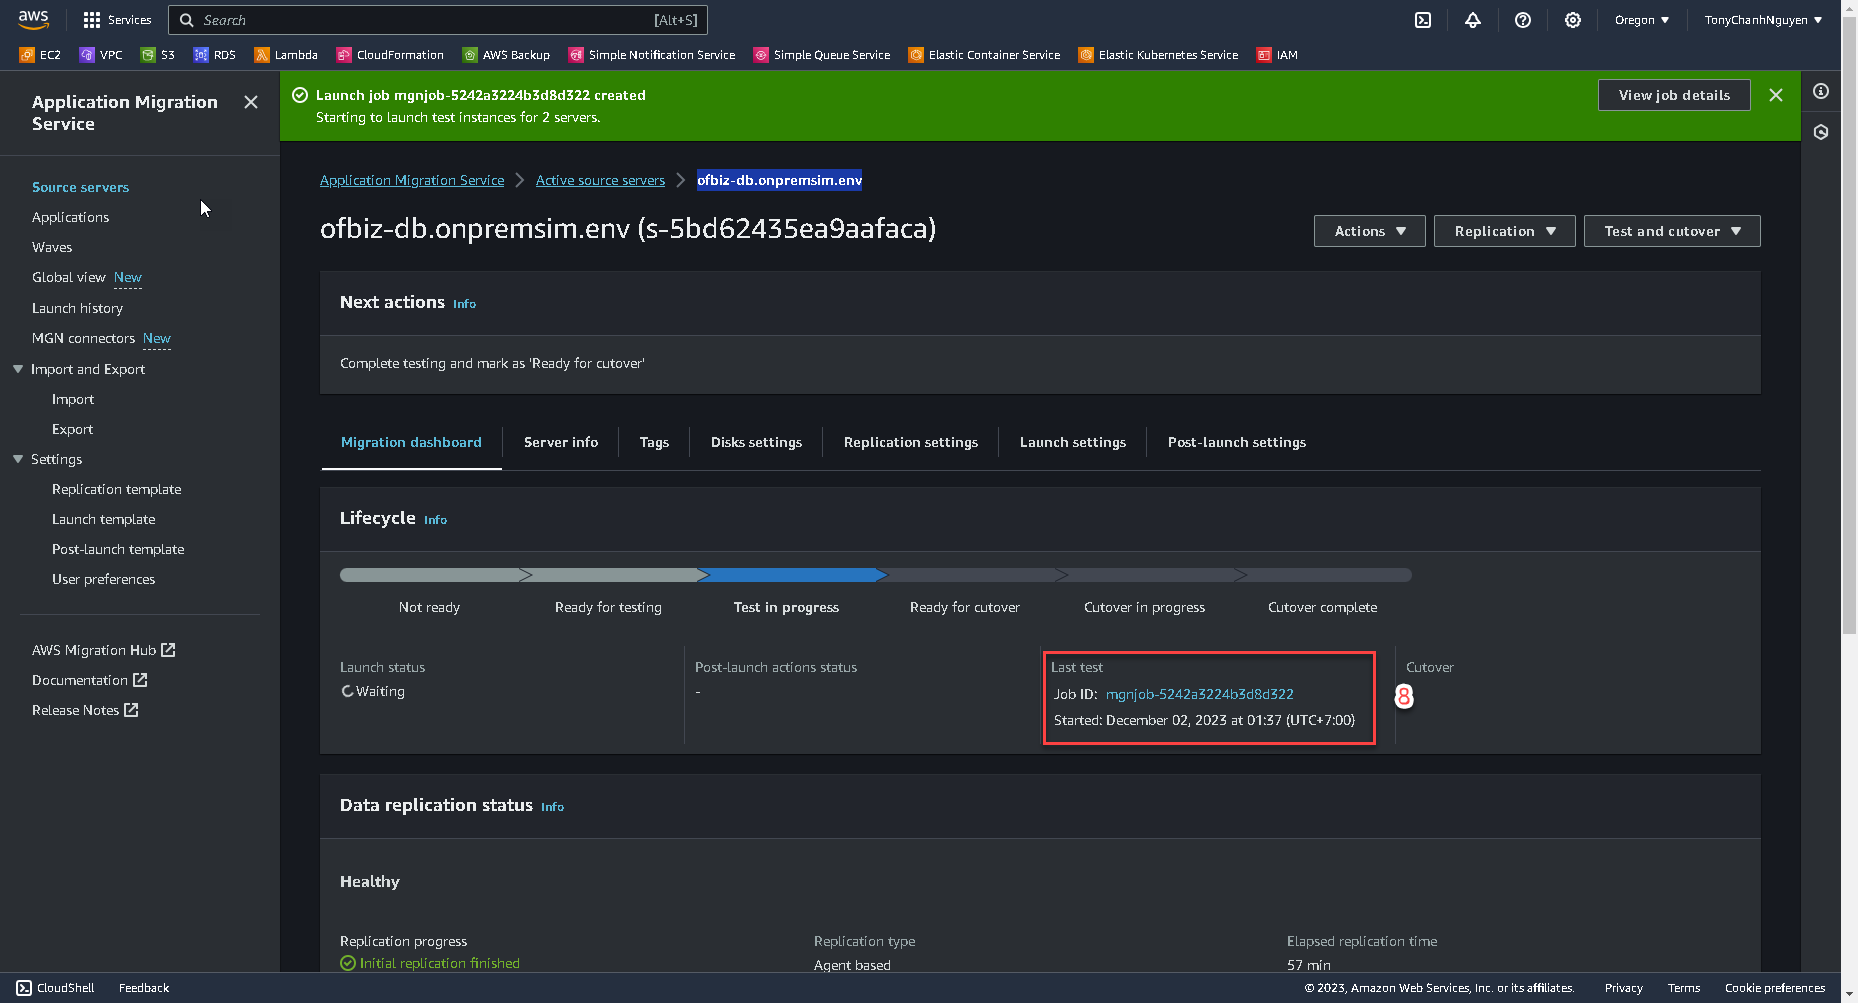 aws
Services
Search
[Alt+S]
Oregon ▼
TonyChanhNguyen ▼
EC2
VPC
S3
RDS
Lambda
CloudFormation
AWS Backup
Simple Notification Service
Simple Queue Service
Elastic Container Service
Elastic Kubernetes Service
IAM
Application Migration
Service
Source servers
Applications
Waves
Global view New
Launch history
MGN connectors New
Import and Export
Import
Export
Settings
Replication template
Launch template
Post-launch template
User preferences
AWS Migration Hub
Documentation
Release Notes
Launch job mgnjob-5242a3224b3d8d322 created
Starting to launch test instances for 2 servers.
View job details
Application Migration Service
Active source servers
ofbiz-db.onpremsim.env
ofbiz-db.onpremsim.env (s-5bd62435ea9aafaca)
Actions ▼
Replication ▼
Test and cutover ▼
Next actions Info
Complete testing and mark as 'Ready for cutover'
Migration dashboard
Server info
Tags
Disks settings
Replication settings
Launch settings
Post-launch settings
Lifecycle Info
Not ready
Ready for testing
Test in progress
Ready for cutover
Cutover in progress
Cutover complete
Launch status
Waiting
Post-launch actions status
-
Last test
Job ID: mgnjob-5242a3224b3d8d322
Started: December 02, 2023 at 01:37 (UTC+7:00)
8
Cutover
Data replication status Info
Healthy
Replication progress
Initial replication finished
Replication type
Agent based
Elapsed replication time
57 min
CloudShell
Feedback
© 2023, Amazon Web Services, Inc. or its affiliates.
Privacy
Terms
Cookie preferences